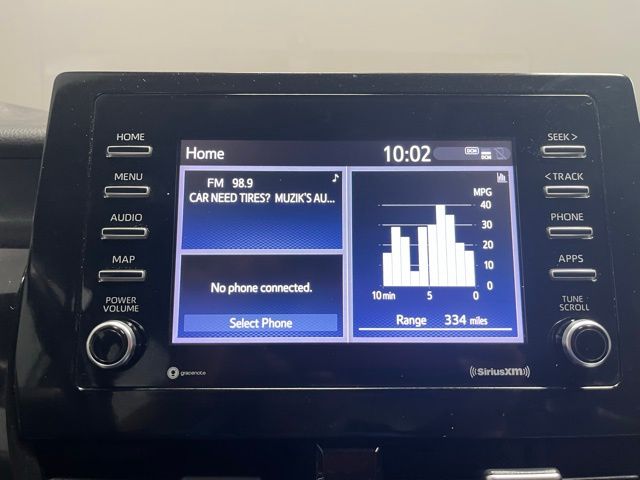 HOME
MENU
AUDIO
MAP
POWER
VOLUME
Home
10:02
DCM
DCM
FM 98.9
CAR NEED TIRES? MUZIK'S AU...
No phone connected.
Select Phone
MPG
40
30
20
10
0
10 min 5 0
Range 334 miles
SEEK >
< TRACK
PHONE
APPS
TUNE
SCROLL
gracenote
((SiriusXM))